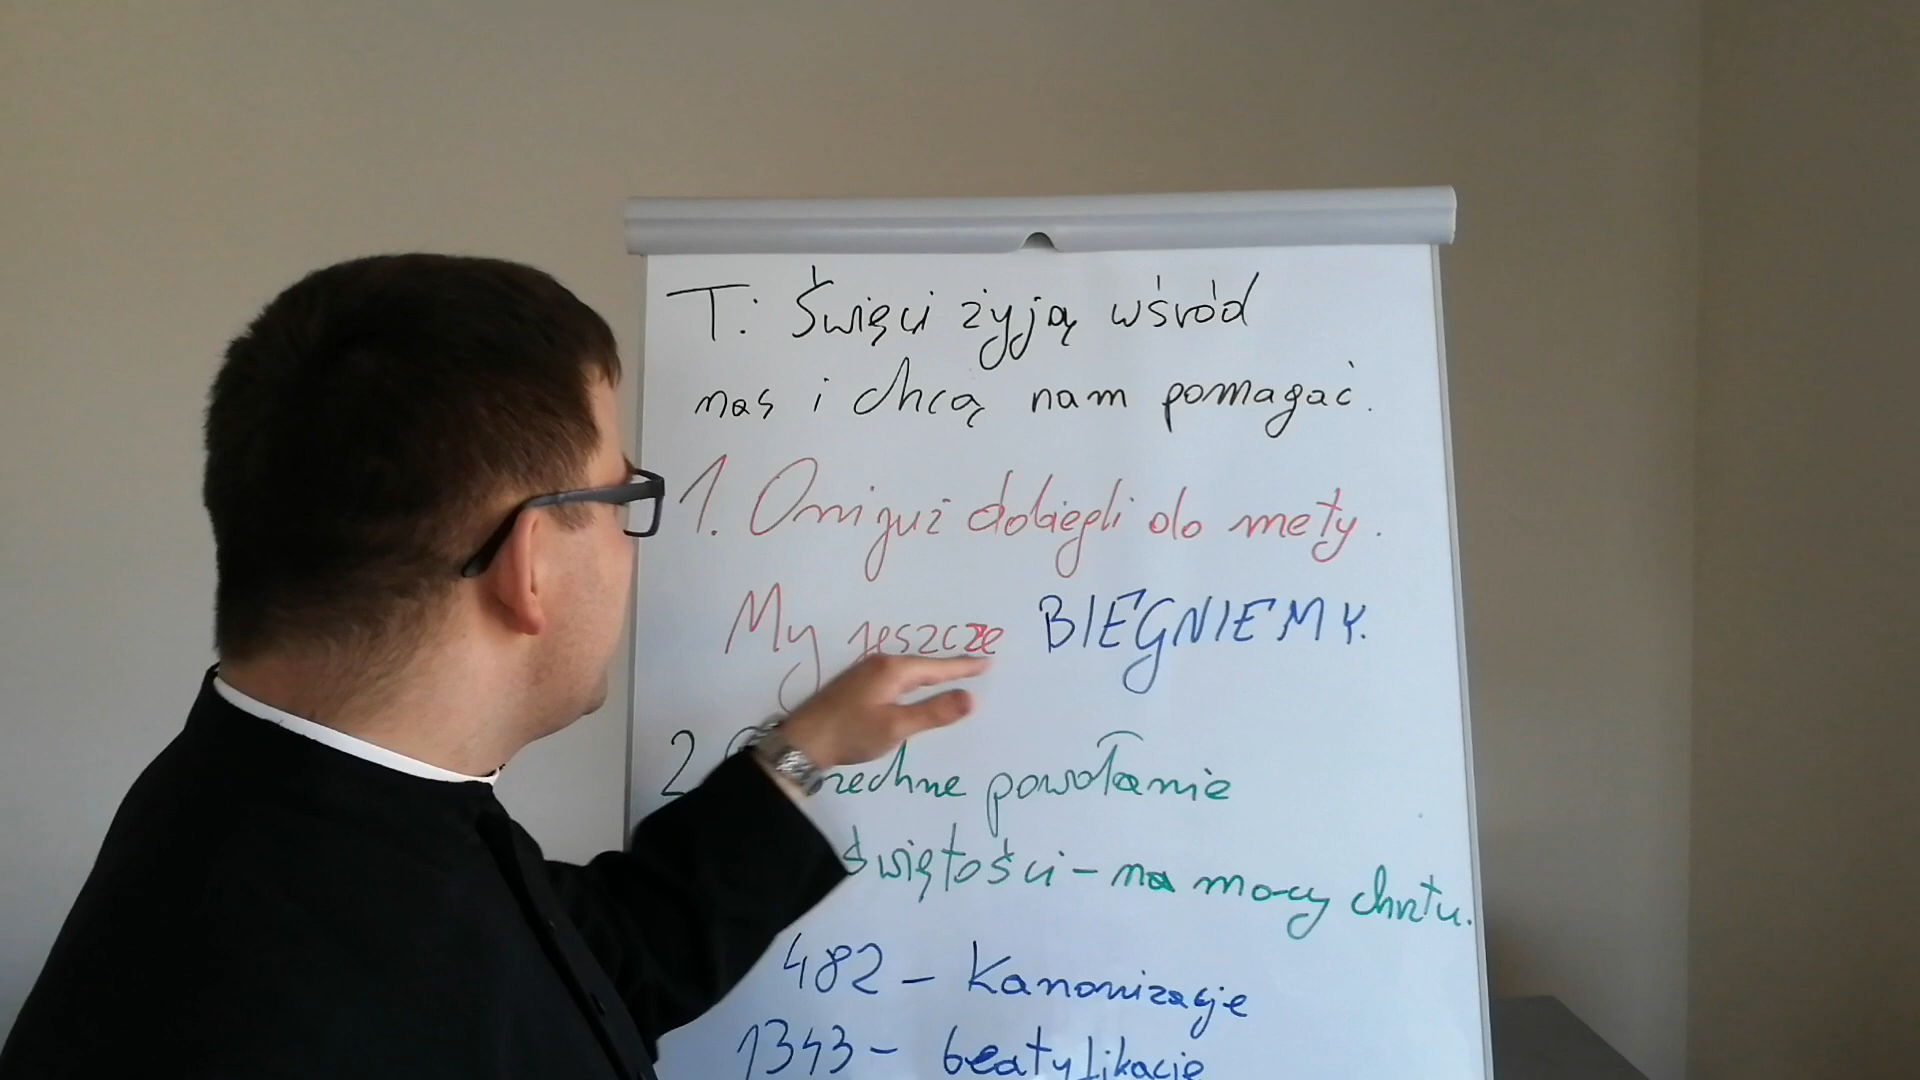 T: Święci żyją wśród
nas i chcą nam pomagać.
1. Oni już dobiegli do mety.
My jeszcze BIEGNIEMY.
2 powołanie
świętości - na mocy chrztu.
482 - Kanonizacje
1343 - beatyfikacje